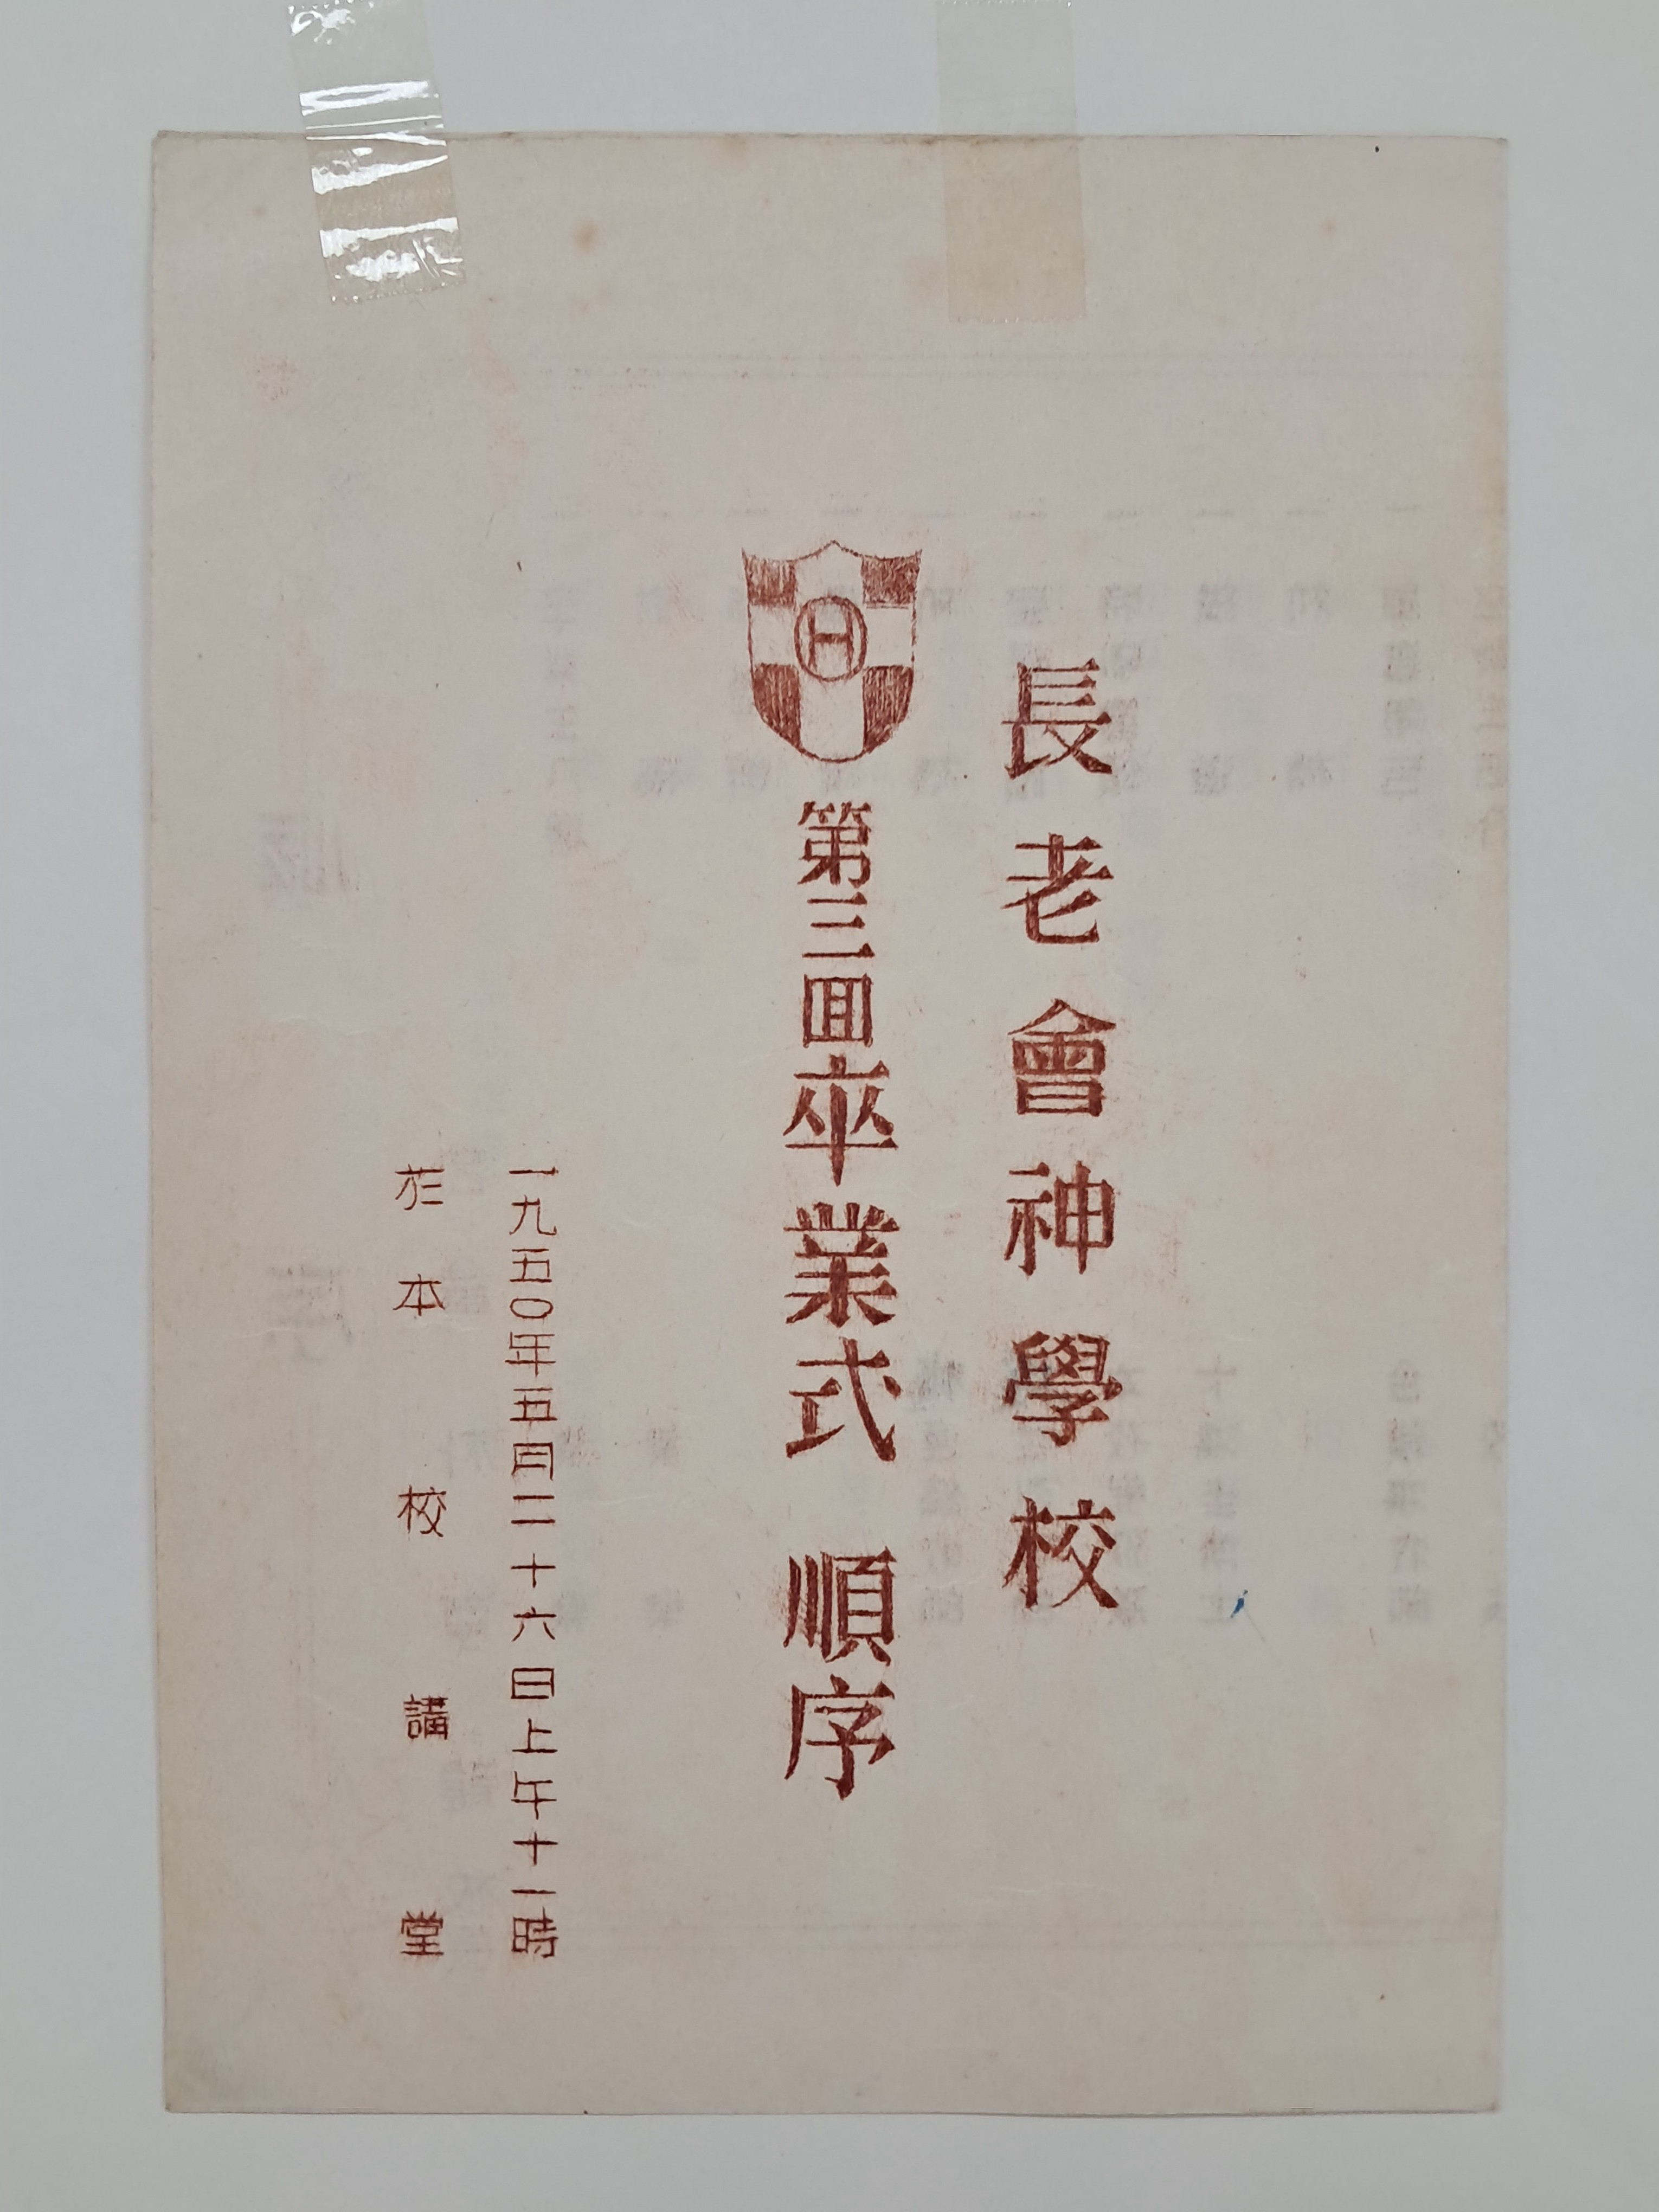 長老會神學校
第三回卒業式 順序
一九五〇年五月二十六日上午十一時
於本校講堂
H